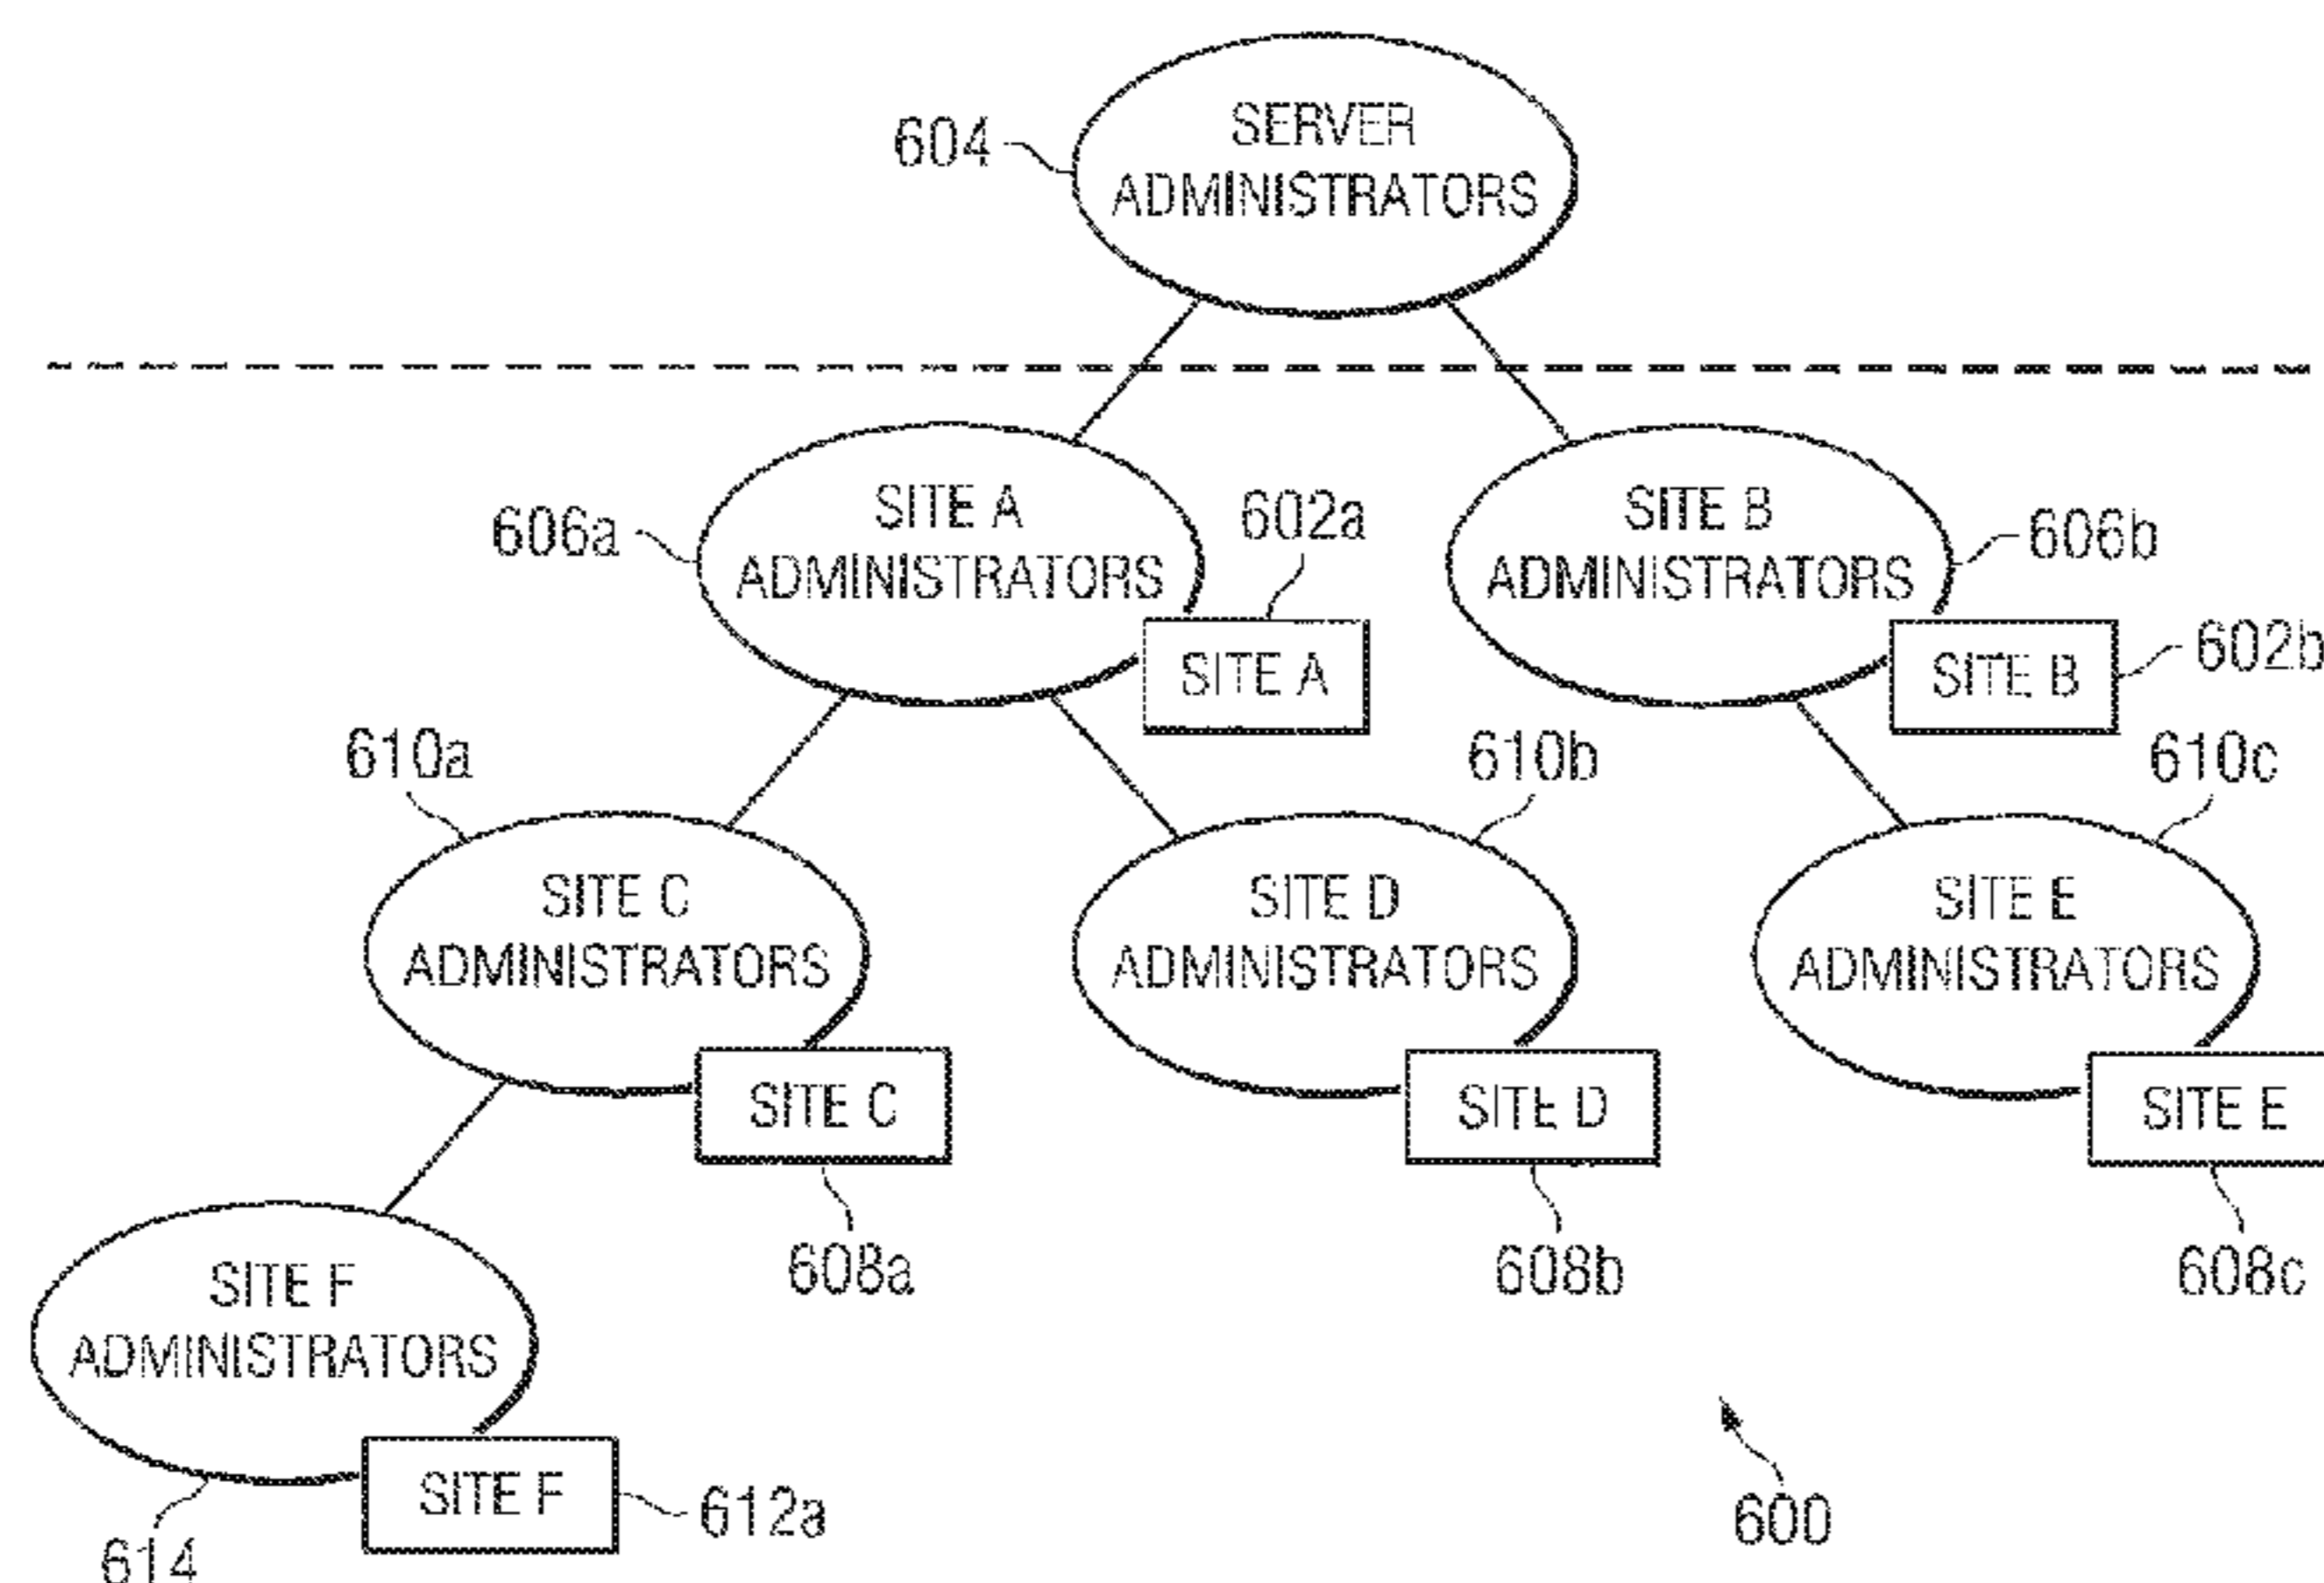 604
SERVER
ADMINISTRATORS
606a
SITE A
ADMINISTRATORS
602a
SITE A
SITE B
ADMINISTRATORS
606b
SITE B
602b
610a
SITE C
ADMINISTRATORS
SITE C
608a
610b
SITE D
ADMINISTRATORS
SITE D
608b
610c
SITE E
ADMINISTRATORS
SITE E
608c
SITE F
ADMINISTRATORS
SITE F
612a
614
600